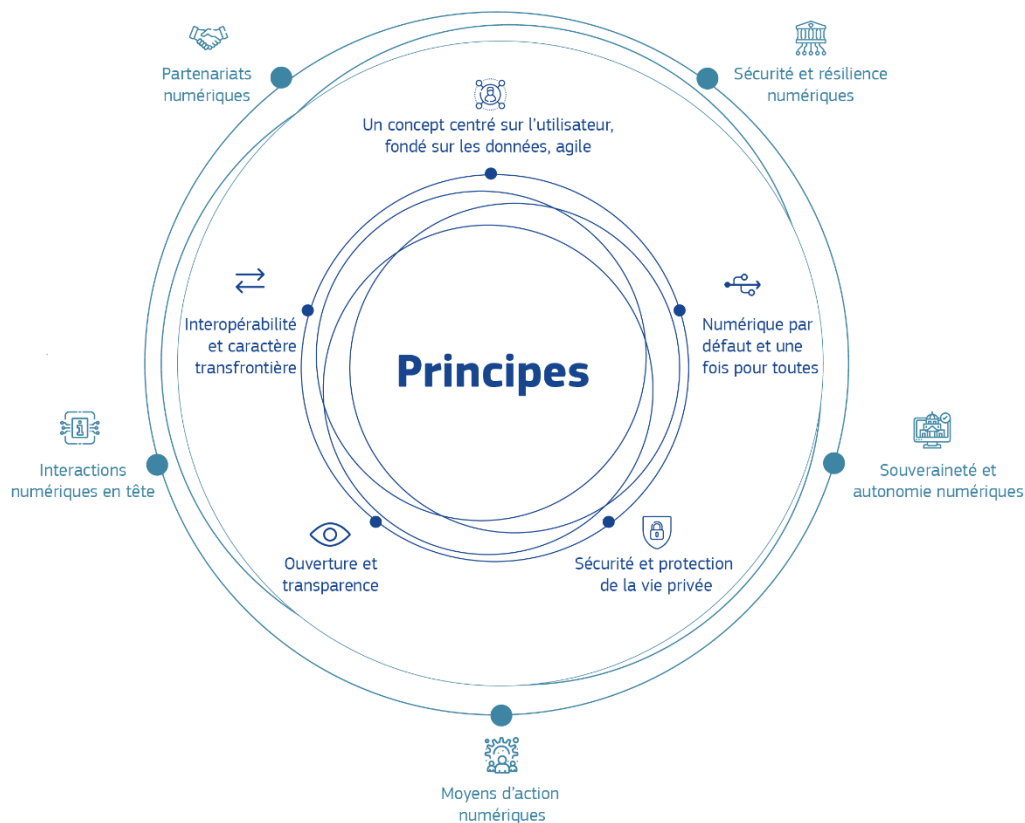 Partenariats
numériques
Sécurité et résilience
numériques
Un concept centré sur l'utilisateur,
fondé sur les données, agile
Interopérabilité
et caractère
transfrontière
Numérique par
défaut et une
fois pour toutes
Principes
Interactions
numériques en tête
Souveraineté et
autonomie numériques
Ouverture et
transparence
Sécurité et protection
de la vie privée
Moyens d'action
numériques